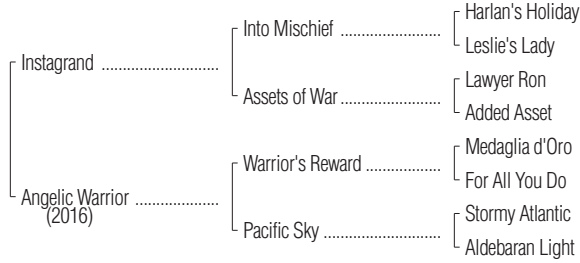 Harlan's Holiday
Into Mischief ....................
Leslie's Lady
Instagrand .......................
Lawyer Ron
Assets of War ....................
Added Asset
Medaglia d'Oro
Warrior's Reward ...............
For All You Do
Angelic Warrior .................
(2016)
Stormy Atlantic
Pacific Sky .......................
Aldebaran Light